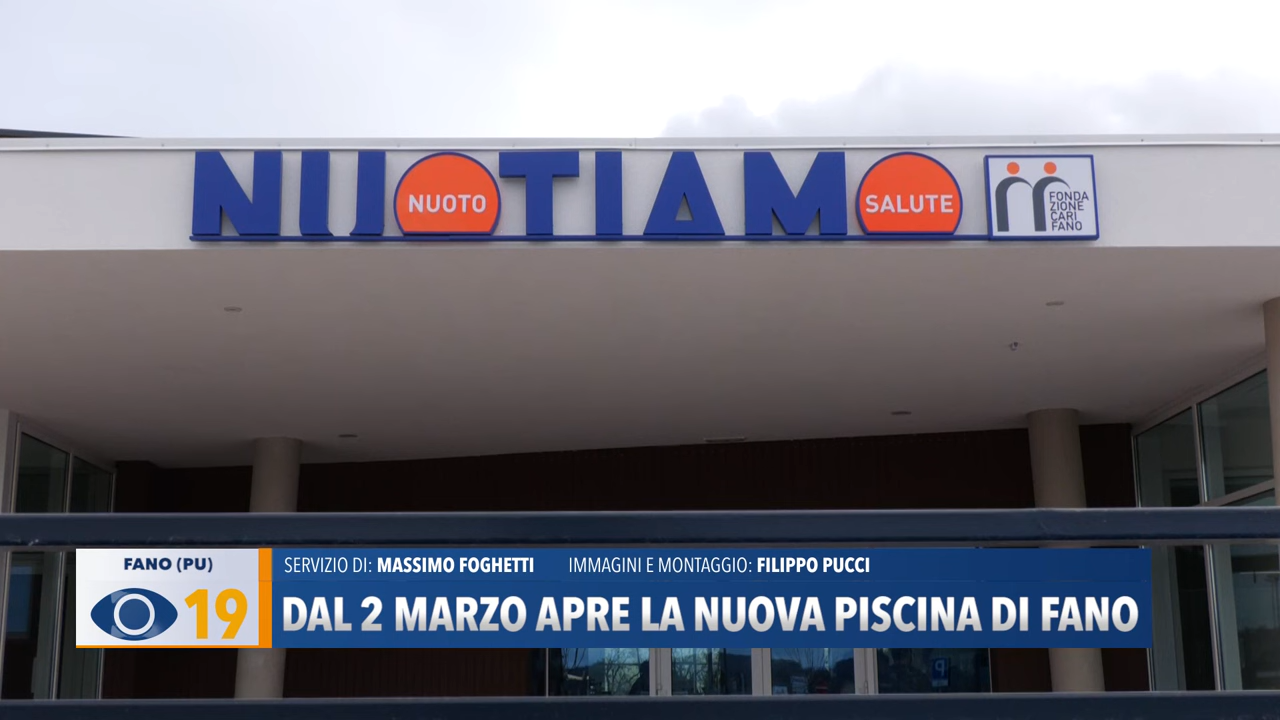 NUOTIAMO
NUOTO
SALUTE
FONDA
ZIONE
CARI
FANO
FANO (PU)
19
SERVIZIO DI: MASSIMO FOGHETTI IMMAGINI E MONTAGGIO: FILIPPO PUCCI
DAL 2 MARZO APRE LA NUOVA PISCINA DI FANO